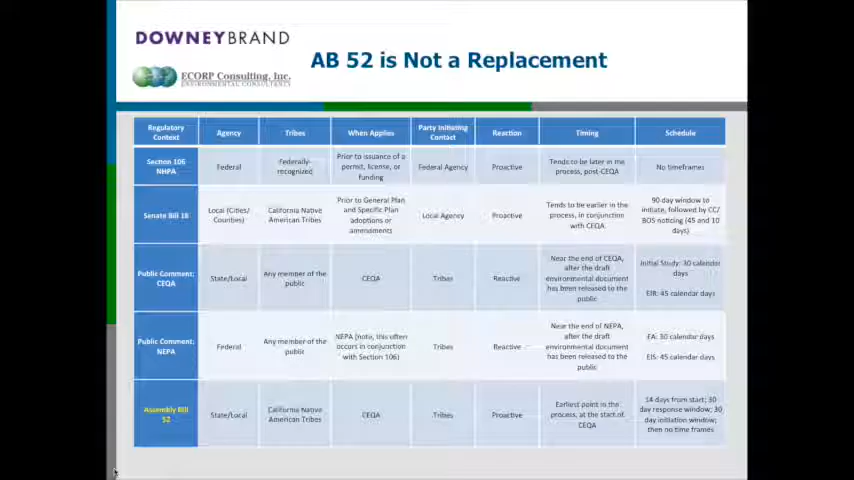 DOWNEYBRAND
ECORP Consulting, Inc.
ENVIRONMENTAL CONSULTANTS
AB 52 is Not a Replacement
Regulatory
Context
Agency
Tribes
When Applies
Party Initiating
Contact
Reaction
Timing
Schedule
Section 106
NHPA
Federal
Federally-
recognized
Prior to issuance of a
permit, license, or
funding
Federal Agency
Proactive
Tends to be later in the
process, post-CEQA
No timeframes
Senate Bill 18
Local (Cities/
Counties)
California Native
American Tribes
Prior to General Plan
and Specific Plan
adoptions or
amendments
Local Agency
Proactive
Tends to be earlier in the
process, in conjunction
with CEQA
90 day window to
initiate, followed by CC/
BOS noticing (45 and 10
days)
Public Comment:
CEQA
State/Local
Any member of the
public
CEQA
Tribes
Reactive
Near the end of CEQA,
after the draft
environmental document
has been released to the
public
Initial Study: 30 calendar
days
EIR: 45 calendar days
Public Comment:
NEPA
Federal
Any member of the
public
NEPA (note, this often
occurs in conjunction
with Section 106)
Tribes
Reactive
Near the end of NEPA,
after the draft
environmental document
has been released to the
public
EA: 30 calendar days
EIS: 45 calendar days
Assembly Bill
52
State/Local
California Native
American Tribes
CEQA
Tribes
Proactive
Earliest point in the
process, at the start of
CEQA
14 days from start; 30
day response window; 30
day initiation window;
then no time frames